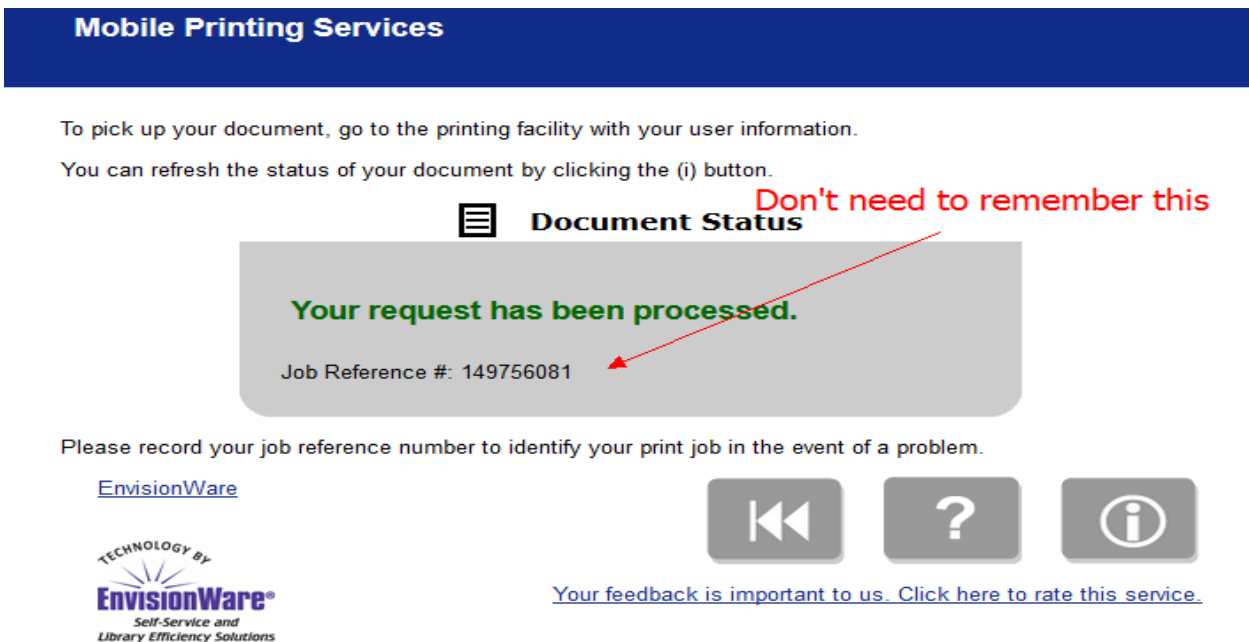 Mobile Printing Services
To pick up your document, go to the printing facility with your user information.
You can refresh the status of your document by clicking the (i) button.
Don't need to remember this
Document Status
Your request has been processed.
Job Reference #: 149756081
Please record your job reference number to identify your print job in the event of a problem.
EnvisionWare
?
i
TECHNOLOGY BY
EnvisionWare®
Self-Service and
Library Efficiency Solutions
Your feedback is important to us. Click here to rate this service.